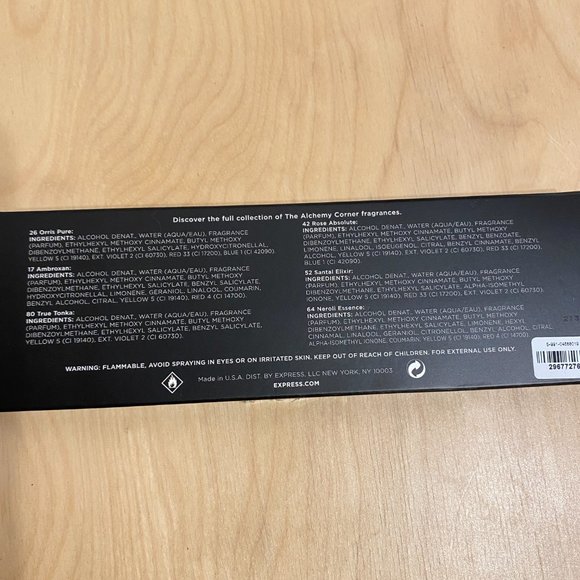 Discover the full collection of The Alchemy Corner fragrances.
26 Orris Pure:
INGREDIENTS: ALCOHOL DENAT., WATER (AQUA/EAU), FRAGRANCE
(PARFUM), ETHYLHEXYL METHOXY CINNAMATE, BUTYL METHOXY
DIBENZOYLMETHANE, ETHYLHEXYL SALICYLATE, HYDROXYCITRONELLAL,
YELLOW 5 (CI 19140), EXT. VIOLET 2 (CI 60730), RED 33 (CI 17200), BLUE 1 (CI 42090).
17 Ambroxan:
INGREDIENTS: ALCOHOL DENAT., WATER (AQUA/EAU), FRAGRANCE
(PARFUM), ETHYLHEXYL METHOXY CINNAMATE, BUTYL METHOXY
DIBENZOYLMETHANE, ETHYLHEXYL SALICYLATE, BENZYL SALICYLATE,
HYDROXYCITRONELLAL, LIMONENE, GERANIOL, LINALOOL, COUMARIN,
BENZYL ALCOHOL, CITRAL, YELLOW 5 (CI 19140), RED 4 (CI 14700).
80 True Tonka:
INGREDIENTS: ALCOHOL DENAT., WATER (AQUA/EAU), FRAGRANCE
(PARFUM), ETHYLHEXYL METHOXY CINNAMATE, BUTYL METHOXY
DIBENZOYLMETHANE, ETHYLHEXYL SALICYLATE, BENZYL SALICYLATE,
YELLOW 5 (CI 19140), EXT. VIOLET 2 (CI 60730).
42 Rose Absolute:
INGREDIENTS: ALCOHOL DENAT., WATER (AQUA/EAU), FRAGRANCE
(PARFUM), ETHYLHEXYL METHOXY CINNAMATE, BUTYL METHOXY
DIBENZOYLMETHANE, ETHYLHEXYL SALICYLATE, BENZYL BENZOATE,
LIMONENE, LINALOOL, ISOEUGENOL, CITRAL, BENZYL ALCOHOL,
YELLOW 5 (CI 19140), EXT. VIOLET 2 (CI 60730), RED 33 (CI 17200),
BLUE 1 (CI 42090).
52 Santal Elixir:
INGREDIENTS: ALCOHOL DENAT., WATER (AQUA/EAU), FRAGRANCE
(PARFUM), ETHYLHEXYL METHOXY CINNAMATE, BUTYL METHOXY
DIBENZOYLMETHANE, ETHYLHEXYL SALICYLATE, ALPHA-ISOMETHYL
IONONE, YELLOW 5 (CI 19140), RED 33 (CI 17200), EXT. VIOLET 2 (CI 60730).
64 Neroli Essence:
INGREDIENTS: ALCOHOL DENAT., WATER (AQUA/EAU), FRAGRANCE
(PARFUM), ETHYLHEXYL METHOXY CINNAMATE, BUTYL METHOXY
DIBENZOYLMETHANE, ETHYLHEXYL SALICYLATE, LIMONENE,
CINNAMAL, LINALOOL, GERANIOL, CITRONELLOL, BENZYL ALCOHOL, CITRAL,
ALPHA-ISOMETHYL IONONE, COUMARIN, YELLOW 5 (CI 19140), RED 4 (CI 14700).
WARNING: FLAMMABLE, AVOID SPRAYING IN EYES OR ON IRRITATED SKIN. KEEP OUT OF REACH OF CHILDREN. FOR EXTERNAL USE ONLY.
Made in U.S.A. DIST. BY EXPRESS, LLC NEW YORK, NY 10003
EXPRESS.COM
29677276